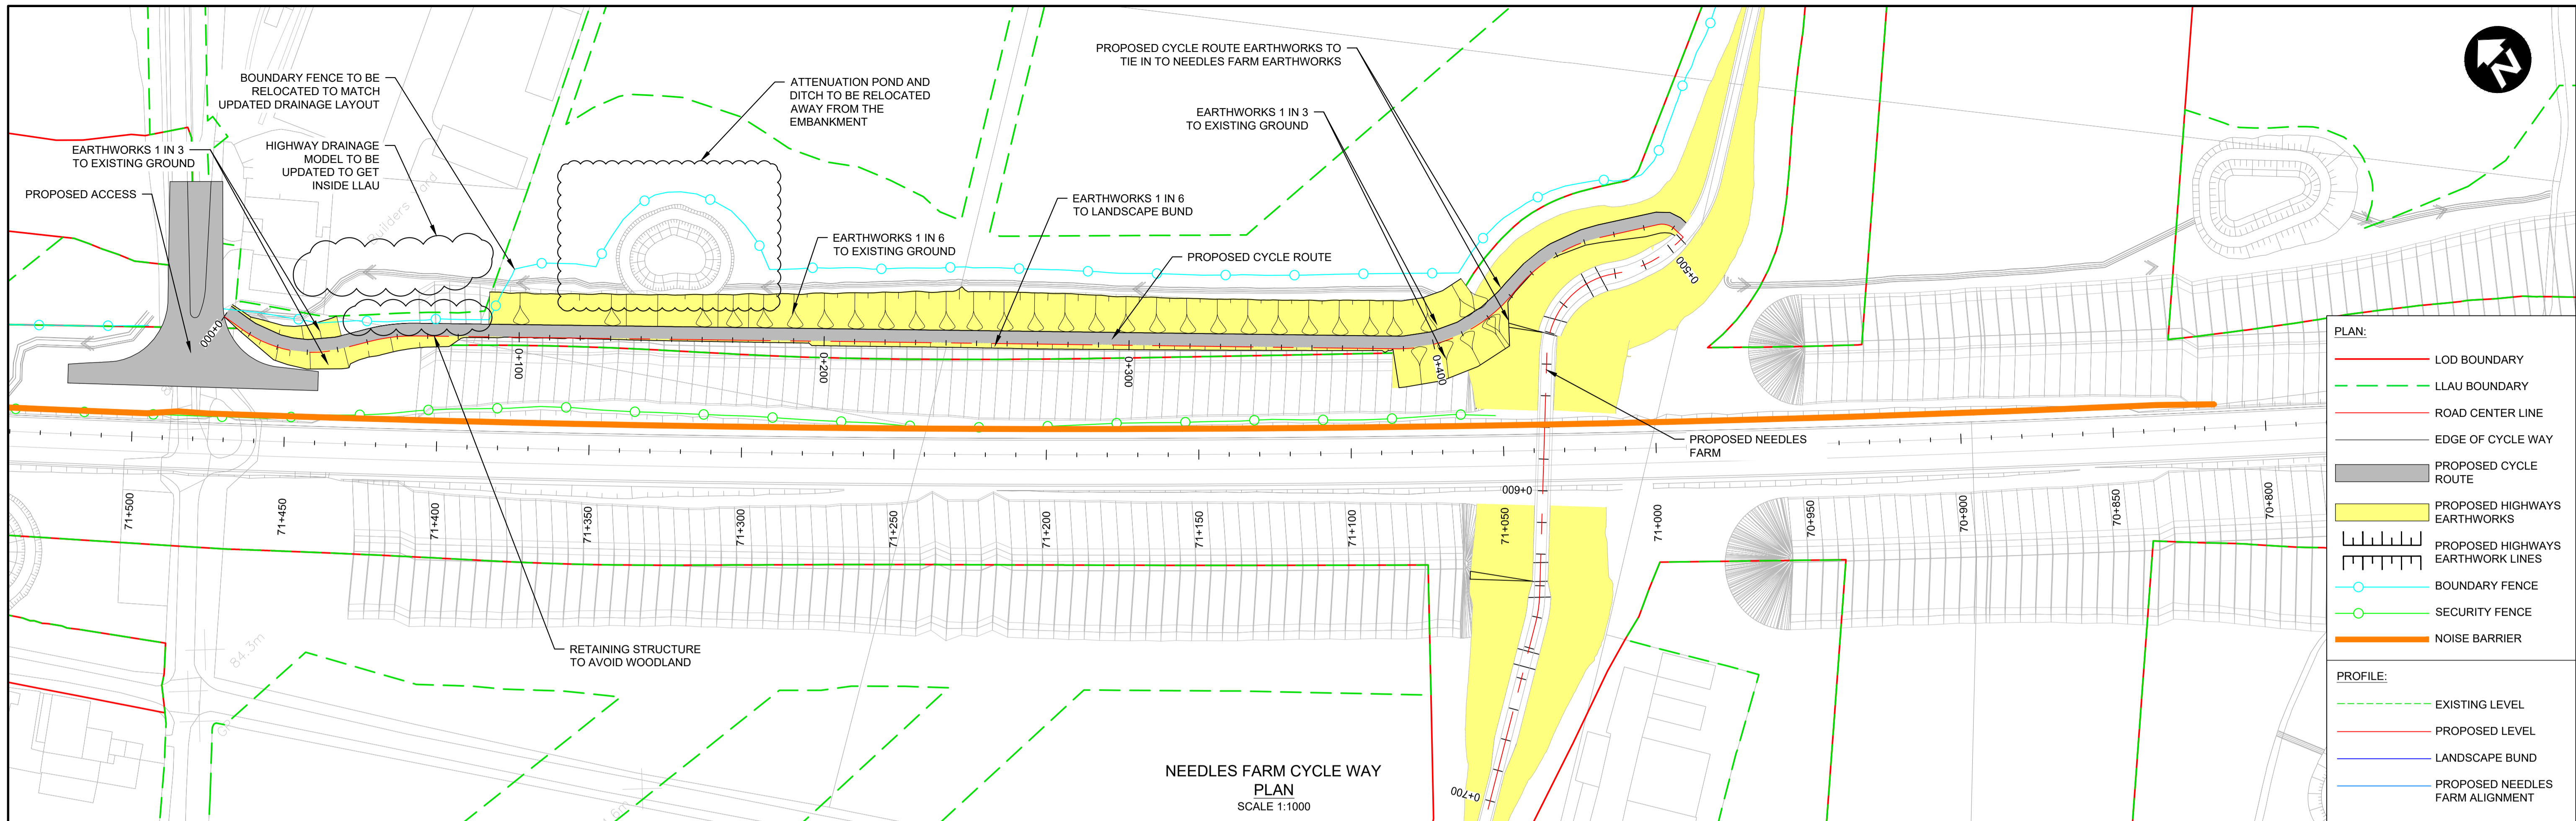 BOUNDARY FENCE TO BE
RELOCATED TO MATCH
UPDATED DRAINAGE LAYOUT
ATTENUATION POND AND
DITCH TO BE RELOCATED
AWAY FROM THE
EMBANKMENT
PROPOSED CYCLE ROUTE EARTHWORKS TO
TIE IN TO NEEDLES FARM EARTHWORKS
N
EARTHWORKS 1 IN 3
TO EXISTING GROUND
EARTHWORKS 1 IN 3
TO EXISTING GROUND
HIGHWAY DRAINAGE
MODEL TO BE
UPDATED TO GET
INSIDE LLAU
PROPOSED ACCESS
Builders
EARTHWORKS 1 IN 6
TO LANDSCAPE BUND
EARTHWORKS 1 IN 6
TO EXISTING GROUND
PROPOSED CYCLE ROUTE
0+000
0+100
0+200
0+300
0+400
0+500
PROPOSED NEEDLES
FARM
0+600
71+500
71+450
71+400
71+350
71+300
71+250
71+200
71+150
71+100
71+050
71+000
70+950
70+900
70+850
70+800
84.3m
RETAINING STRUCTURE
TO AVOID WOODLAND
0+700
NEEDLES FARM CYCLE WAY
PLAN
SCALE 1:1000
PLAN:
LOD BOUNDARY
LLAU BOUNDARY
ROAD CENTER LINE
EDGE OF CYCLE WAY
PROPOSED CYCLE
ROUTE
PROPOSED HIGHWAYS
EARTHWORKS
PROPOSED HIGHWAYS
EARTHWORK LINES
BOUNDARY FENCE
SECURITY FENCE
NOISE BARRIER
PROFILE:
EXISTING LEVEL
PROPOSED LEVEL
LANDSCAPE BUND
PROPOSED NEEDLES
FARM ALIGNMENT